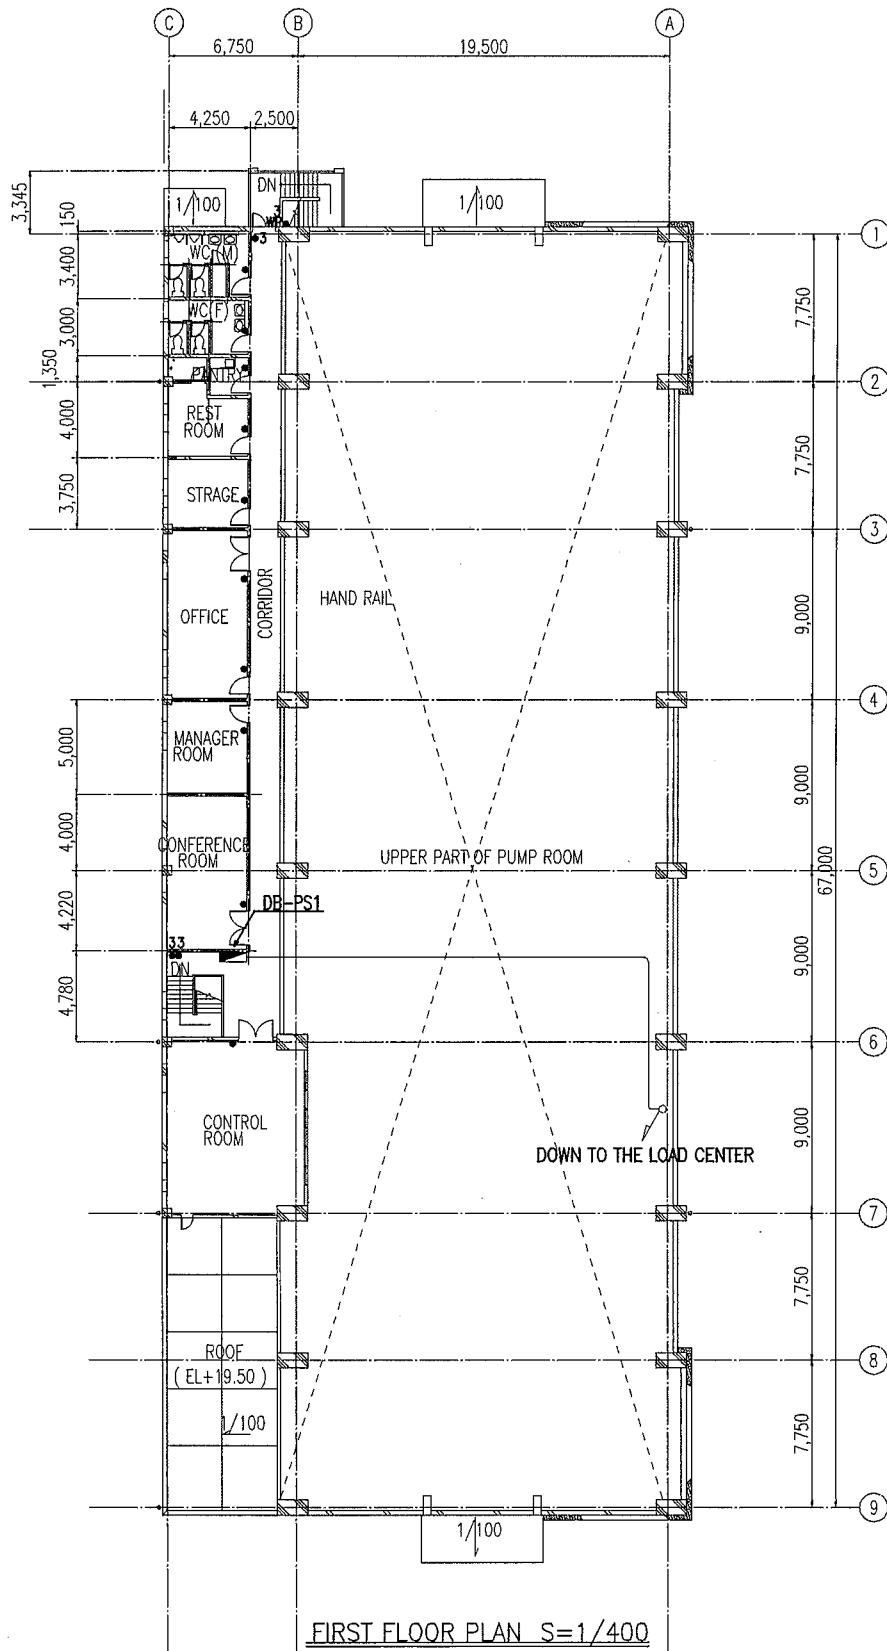 C B A
6,750 19,500
4,250 2,500
3,345
DN
1/100
1/100
3
150
3
1
WC(M)
3,400
7,750
WC(F)
3,000
1,350
PANTRY
2
REST
ROOM
4,000
7,750
STRAGE
3,750
3
HAND RAIL
CORRIDOR
OFFICE
9,000
4
MANAGER
ROOM
5,000
9,000
CONFERENCE
ROOM
4,000
UPPER PART OF PUMP ROOM
5
67,000
DB-PS1
4,220
33
DN
9,000
4,780
6
CONTROL
ROOM
9,000
DOWN TO THE LOAD CENTER
7
7,750
ROOF
( EL+19.50 )
8
1/100
7,750
9
1/100
FIRST FLOOR PLAN S=1/400